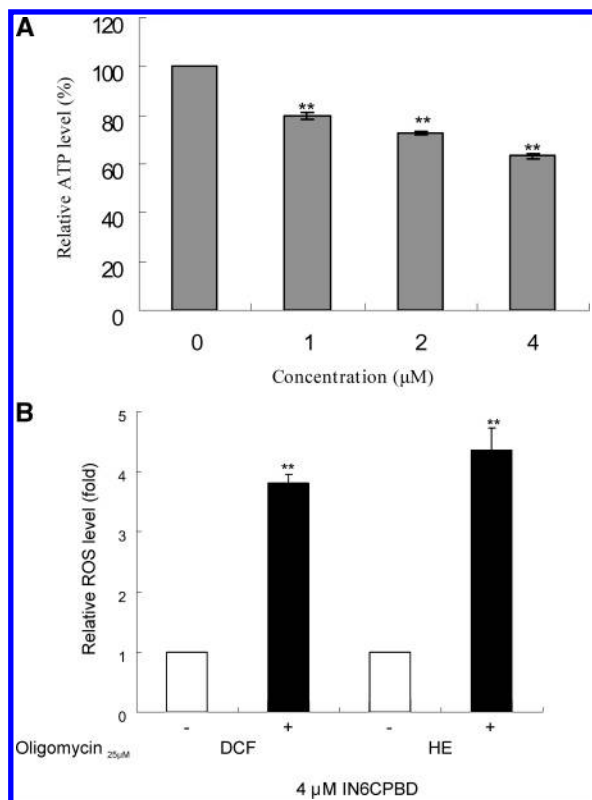 A
120
100
80
60
40
20
0
Relative ATP level (%)
**
**
**
0 1 2 4
Concentration (μM)
B
5
4
3
2
1
0
Relative ROS level (fold)
**
**
- + - +
Oligomycin 25μM
DCF HE
4 μM IN6CPBD